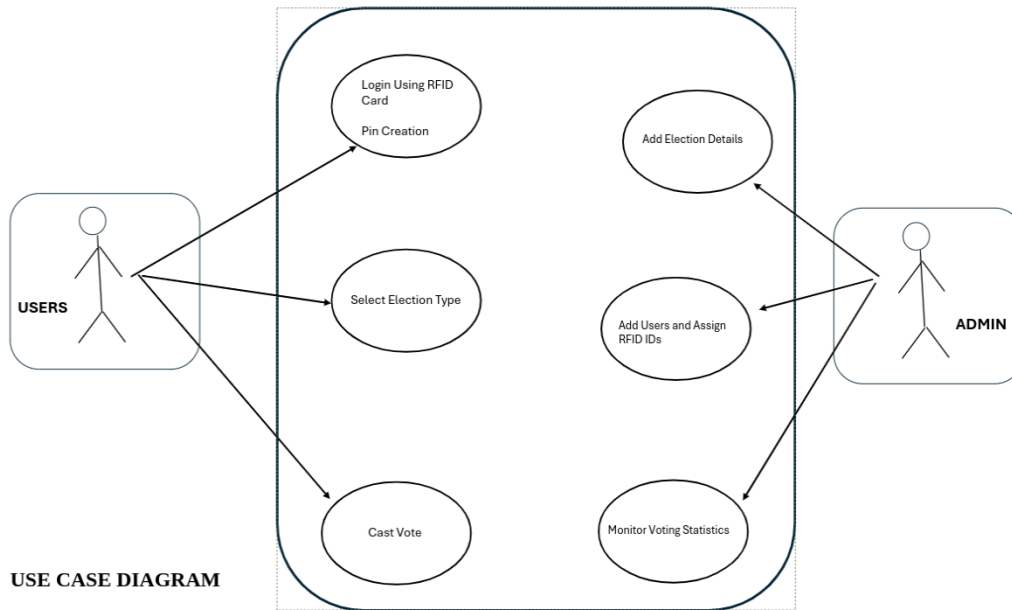 Login Using RFID
Card
Pin Creation
Add Election Details
USERS
Select Election Type
Add Users and Assign
RFID IDs
ADMIN
Cast Vote
Monitor Voting Statistics
USE CASE DIAGRAM